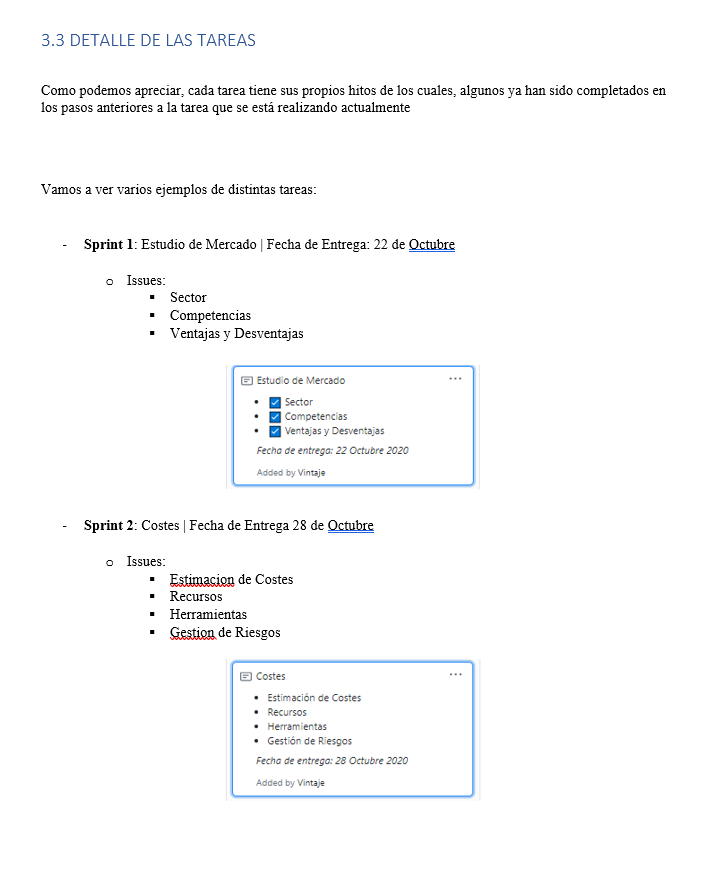 3.3 DETALLE DE LAS TAREAS
Como podemos apreciar, cada tarea tiene sus propios hitos de los cuales, algunos ya han sido completados en
los pasos anteriores a la tarea que se está realizando actualmente
Vamos a ver varios ejemplos de distintas tareas:
- Sprint 1: Estudio de Mercado | Fecha de Entrega: 22 de Octubre
o Issues:
▪ Sector
▪ Competencias
▪ Ventajas y Desventajas
Estudio de Mercado ...
• Sector
• Competencias
• Ventajas y Desventajas
Fecha de entrega: 22 Octubre 2020
Added by Vintaje
- Sprint 2: Costes | Fecha de Entrega 28 de Octubre
o Issues:
▪ Estimacion de Costes
▪ Recursos
▪ Herramientas
▪ Gestion de Riesgos
Costes ...
• Estimación de Costes
• Recursos
• Herramientas
• Gestión de Riesgos
Fecha de entrega: 28 Octubre 2020
Added by Vintaje